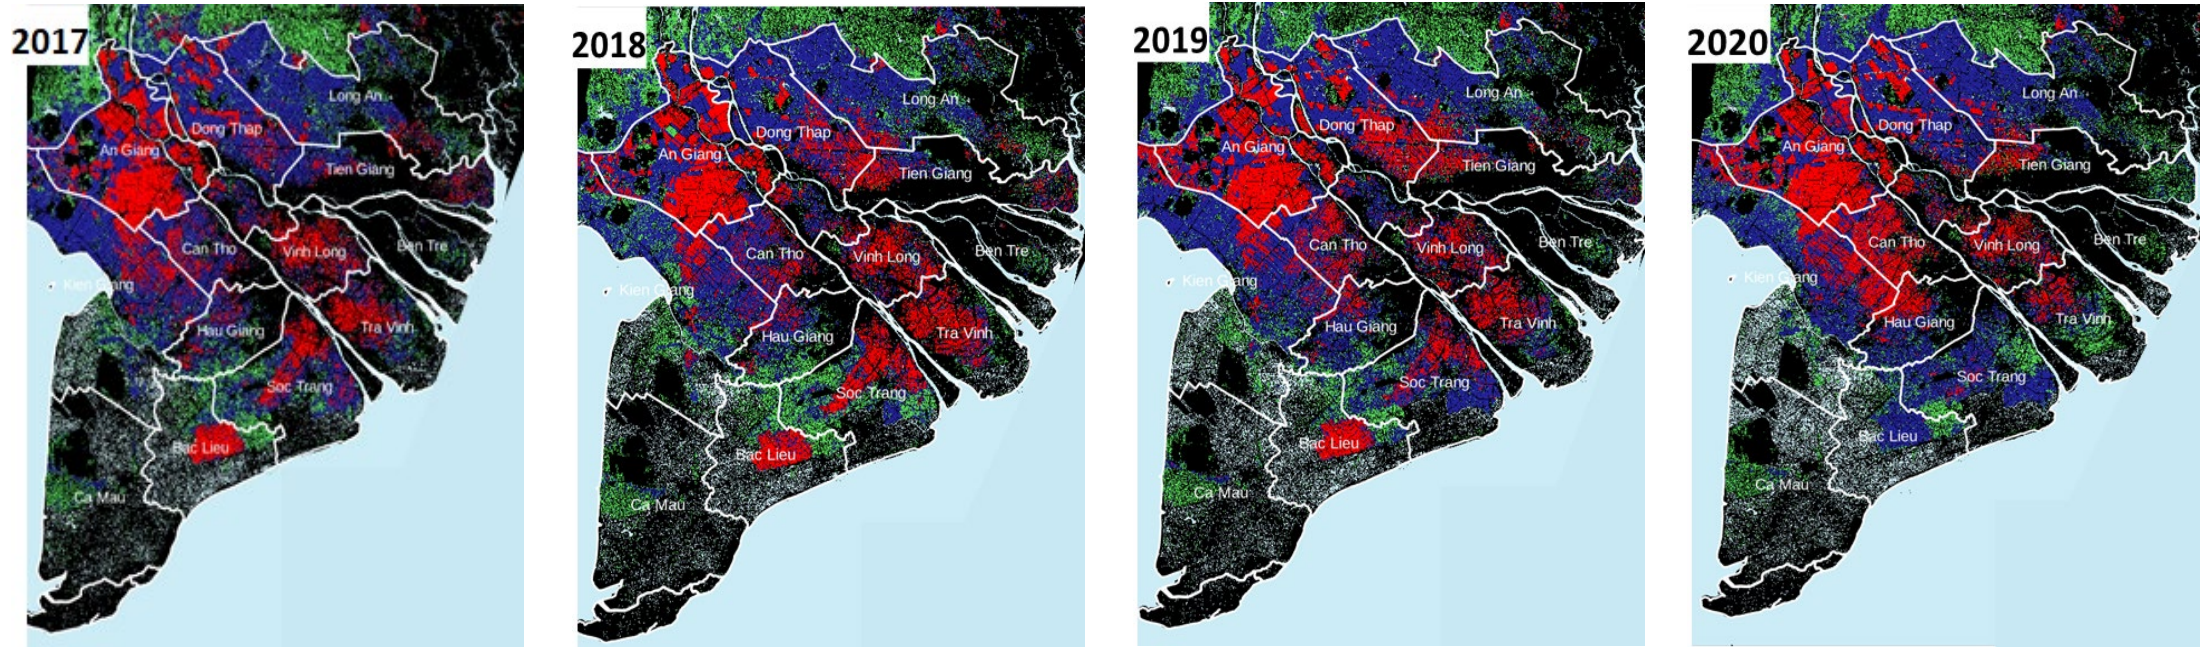 2017
Long An
Dong Thap
An Giang
Tien Giang
Can Tho
Vinh Long
Ben Tre
Kien Giang
Hau Giang
Tra Vinh
Soc Trang
Bac Lieu
Ca Mau
2018
Long An
Dong Thap
An Giang
Tien Giang
Can Tho
Vinh Long
Ben Tre
Kien Giang
Hau Giang
Tra Vinh
Soc Trang
Bac Lieu
Ca Mau
2019
Long An
Dong Thap
An Giang
Tien Giang
Can Tho
Vinh Long
Ben Tre
Kien Giang
Hau Giang
Tra Vinh
Soc Trang
Bac Lieu
Ca Mau
2020
Long An
Dong Thap
An Giang
Tien Giang
Can Tho
Vinh Long
Ben Tre
Kien Giang
Hau Giang
Tra Vinh
Soc Trang
Bac Lieu
Ca Mau